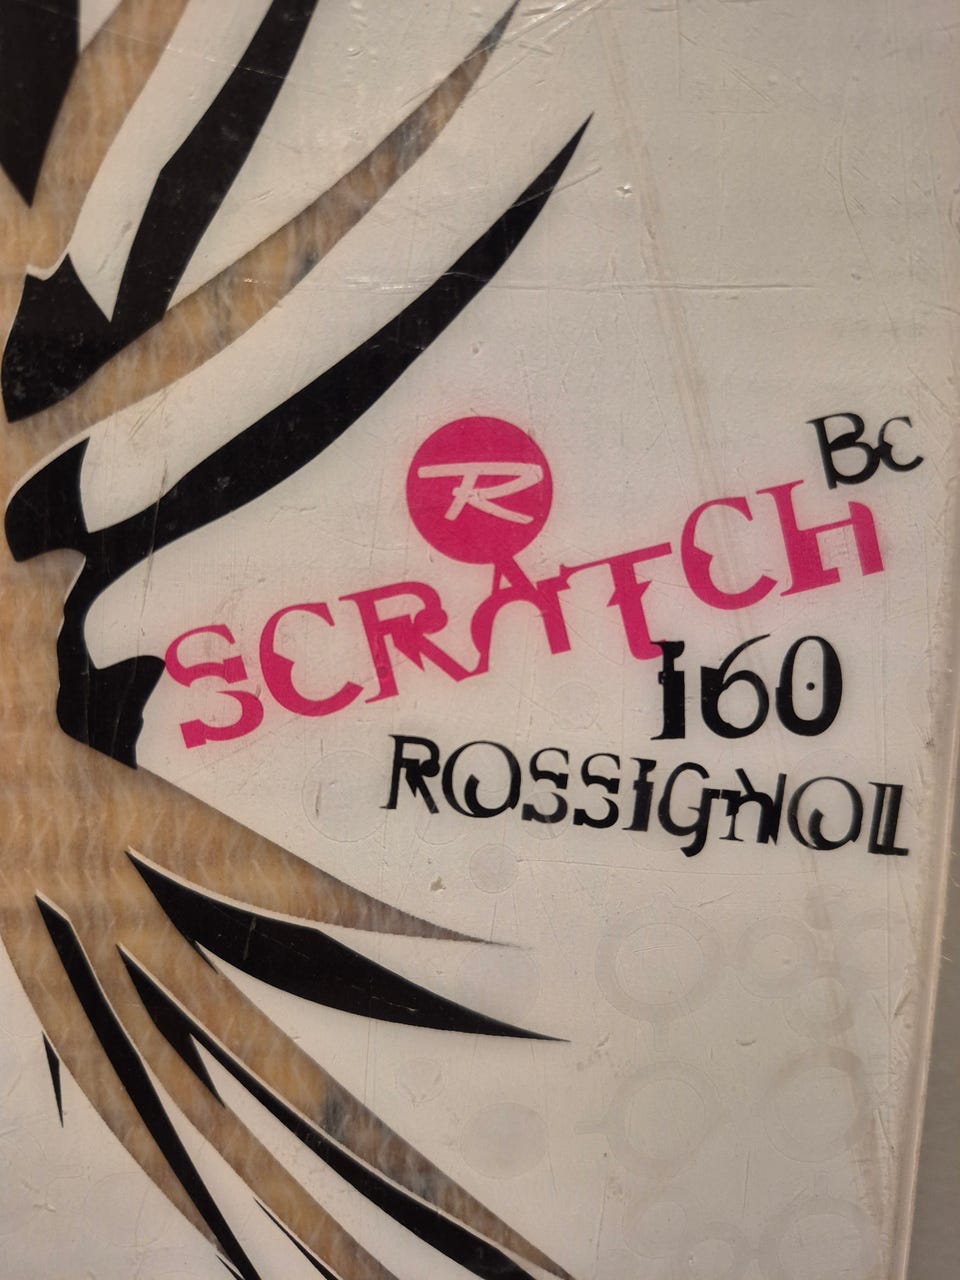 R
BC
SCRATCH
160
ROSSIGNOL